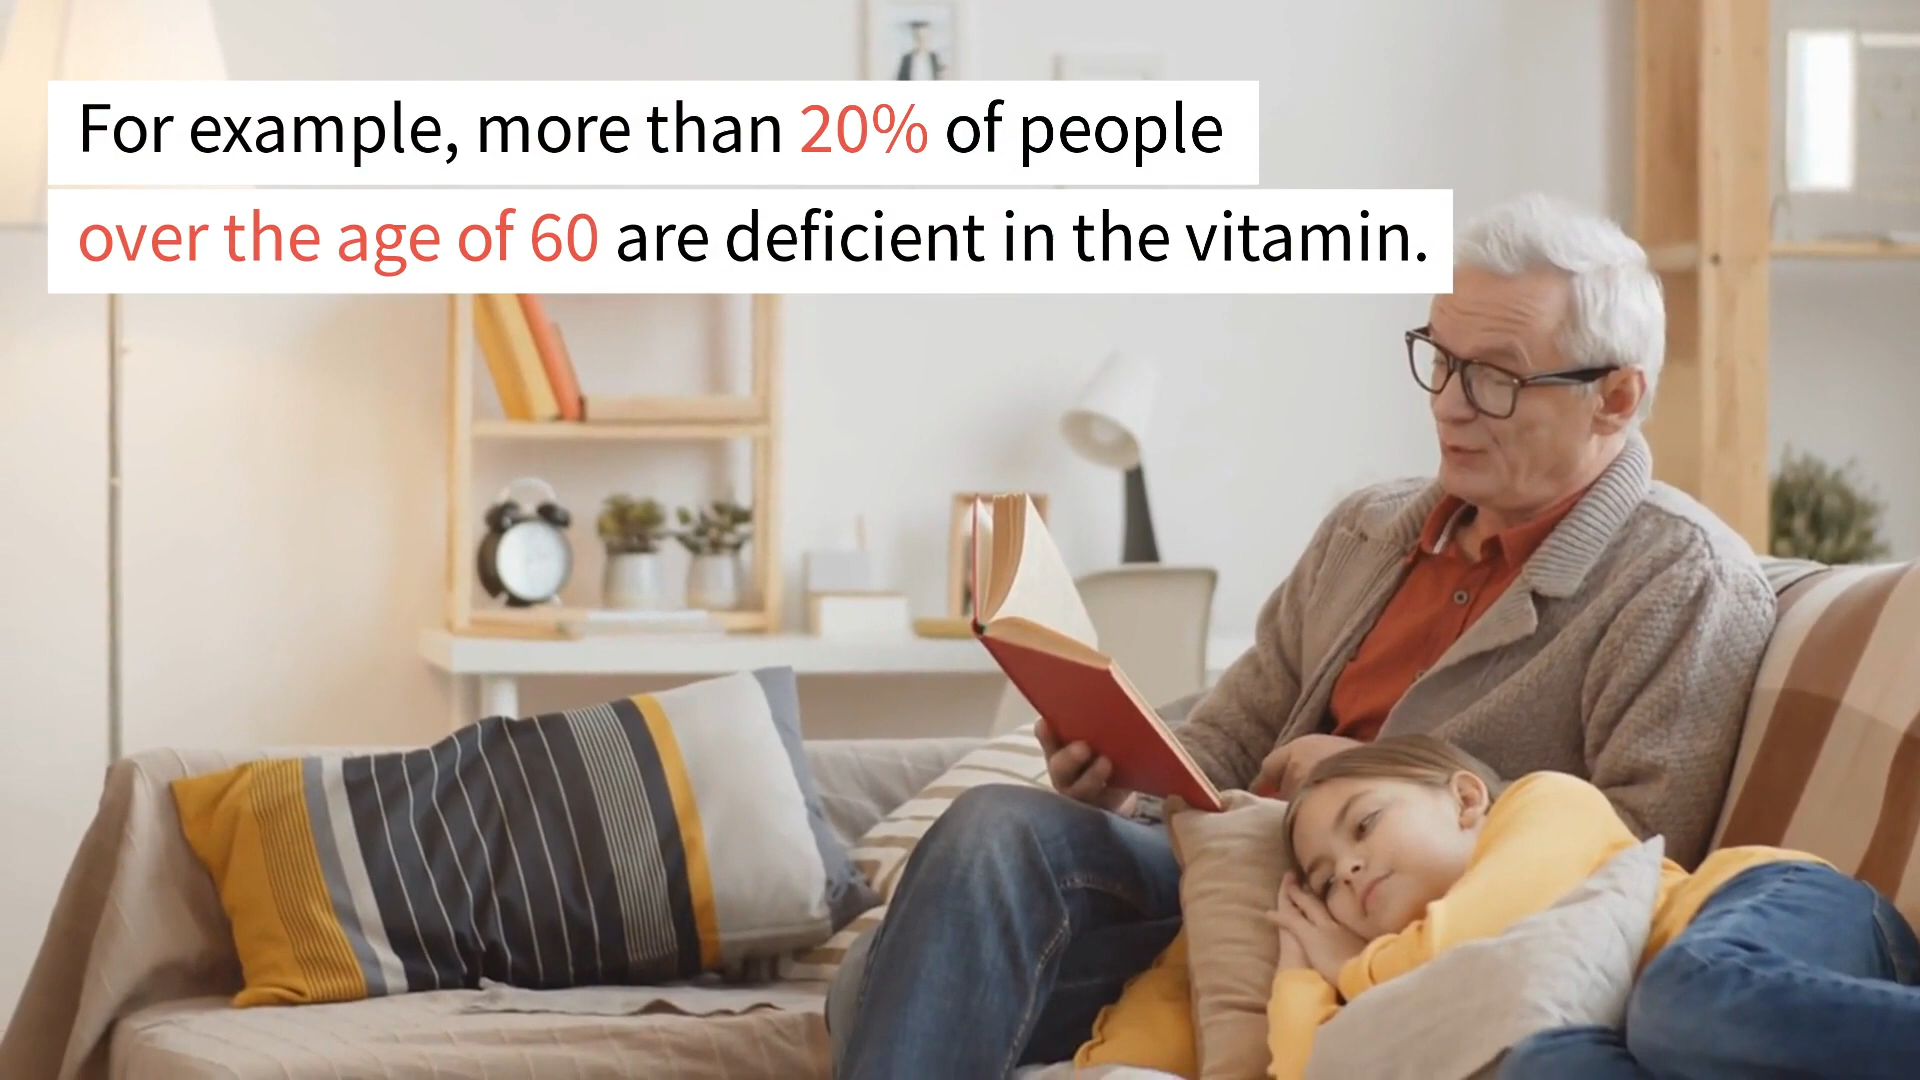 For example, more than 20% of people
over the age of 60 are deficient in the vitamin.